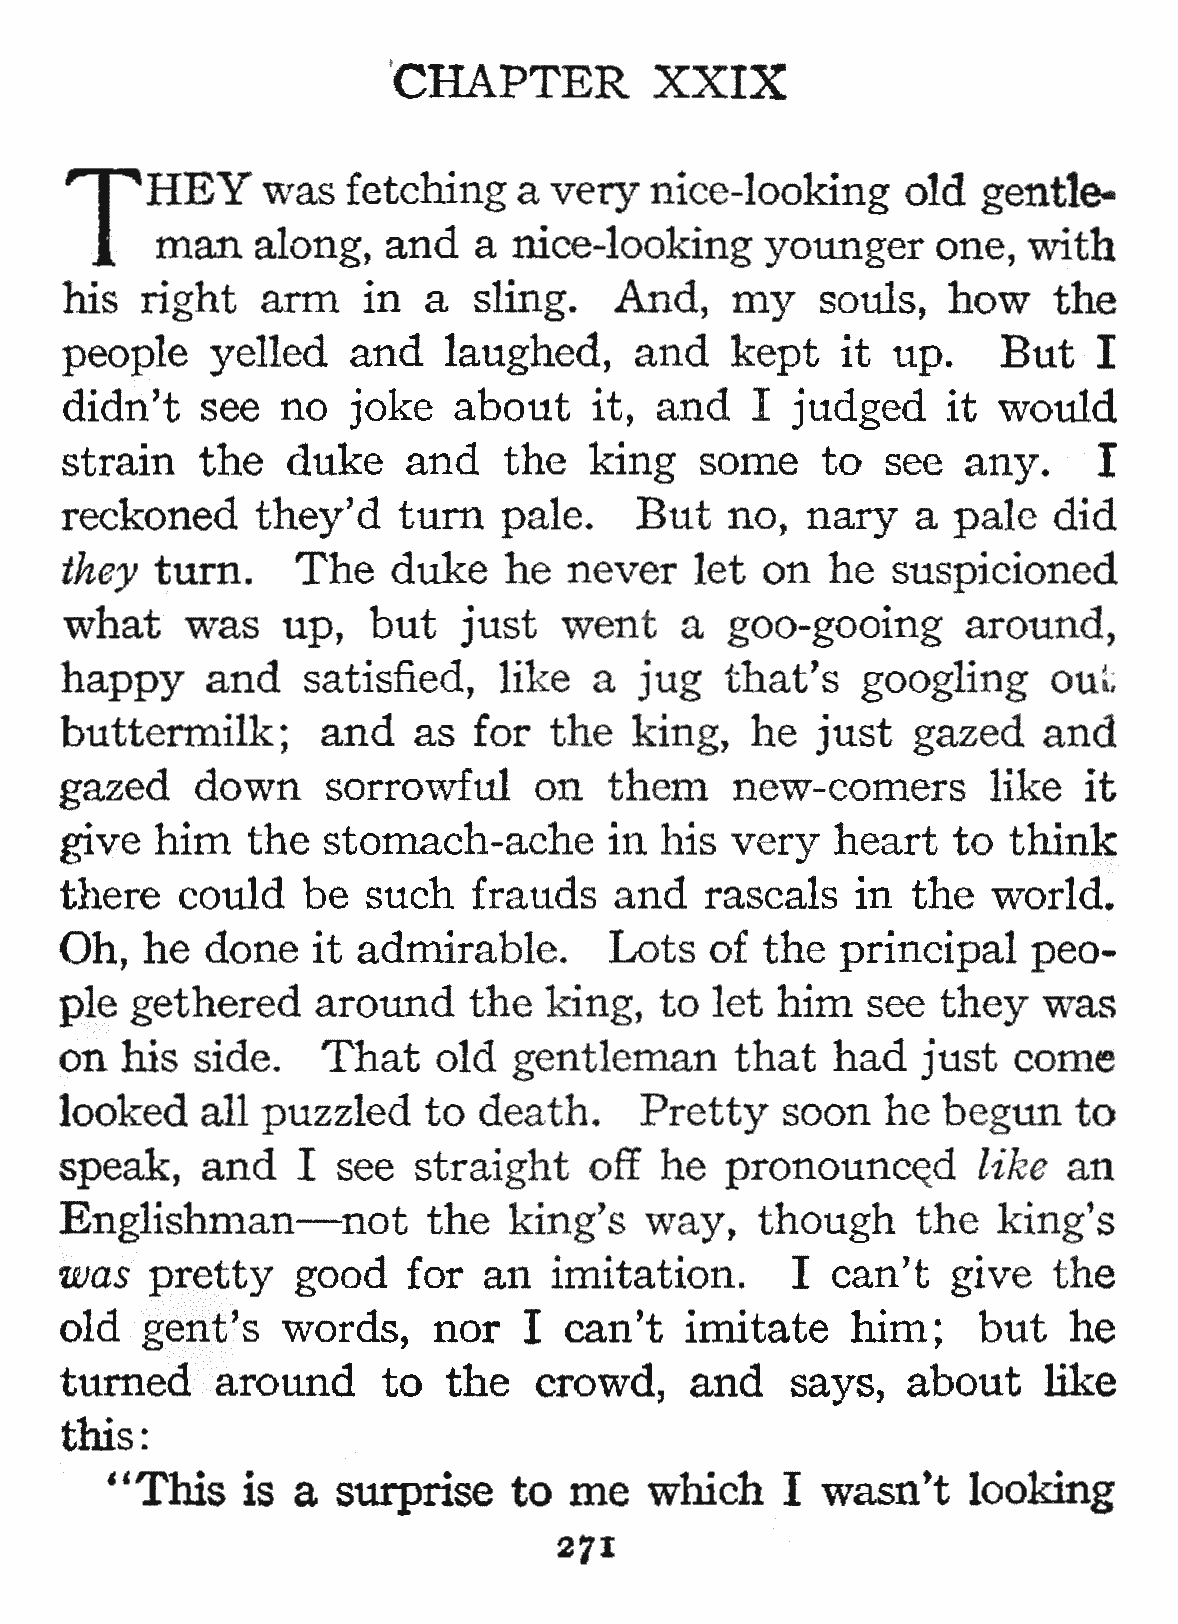 CHAPTER XXIX
THEY was fetching a very nice-looking old gentle-
man along, and a nice-looking younger one, with
his right arm in a sling. And, my souls, how the
people yelled and laughed, and kept it up. But I
didn't see no joke about it, and I judged it would
strain the duke and the king some to see any. I
reckoned they'd turn pale. But no, nary a pale did
they turn. The duke he never let on he suspicioned
what was up, but just went a goo-gooing around,
happy and satisfied, like a jug that's googling out
buttermilk; and as for the king, he just gazed and
gazed down sorrowful on them new-comers like it
give him the stomach-ache in his very heart to think
there could be such frauds and rascals in the world.
Oh, he done it admirable. Lots of the principal peo-
ple gethered around the king, to let him see they was
on his side. That old gentleman that had just come
looked all puzzled to death. Pretty soon he begun to
speak, and I see straight off he pronounced like an
Englishman—not the king's way, though the king's
was pretty good for an imitation. I can't give the
old gent's words, nor I can't imitate him; but he
turned around to the crowd, and says, about like
this:
"This is a surprise to me which I wasn't looking
271